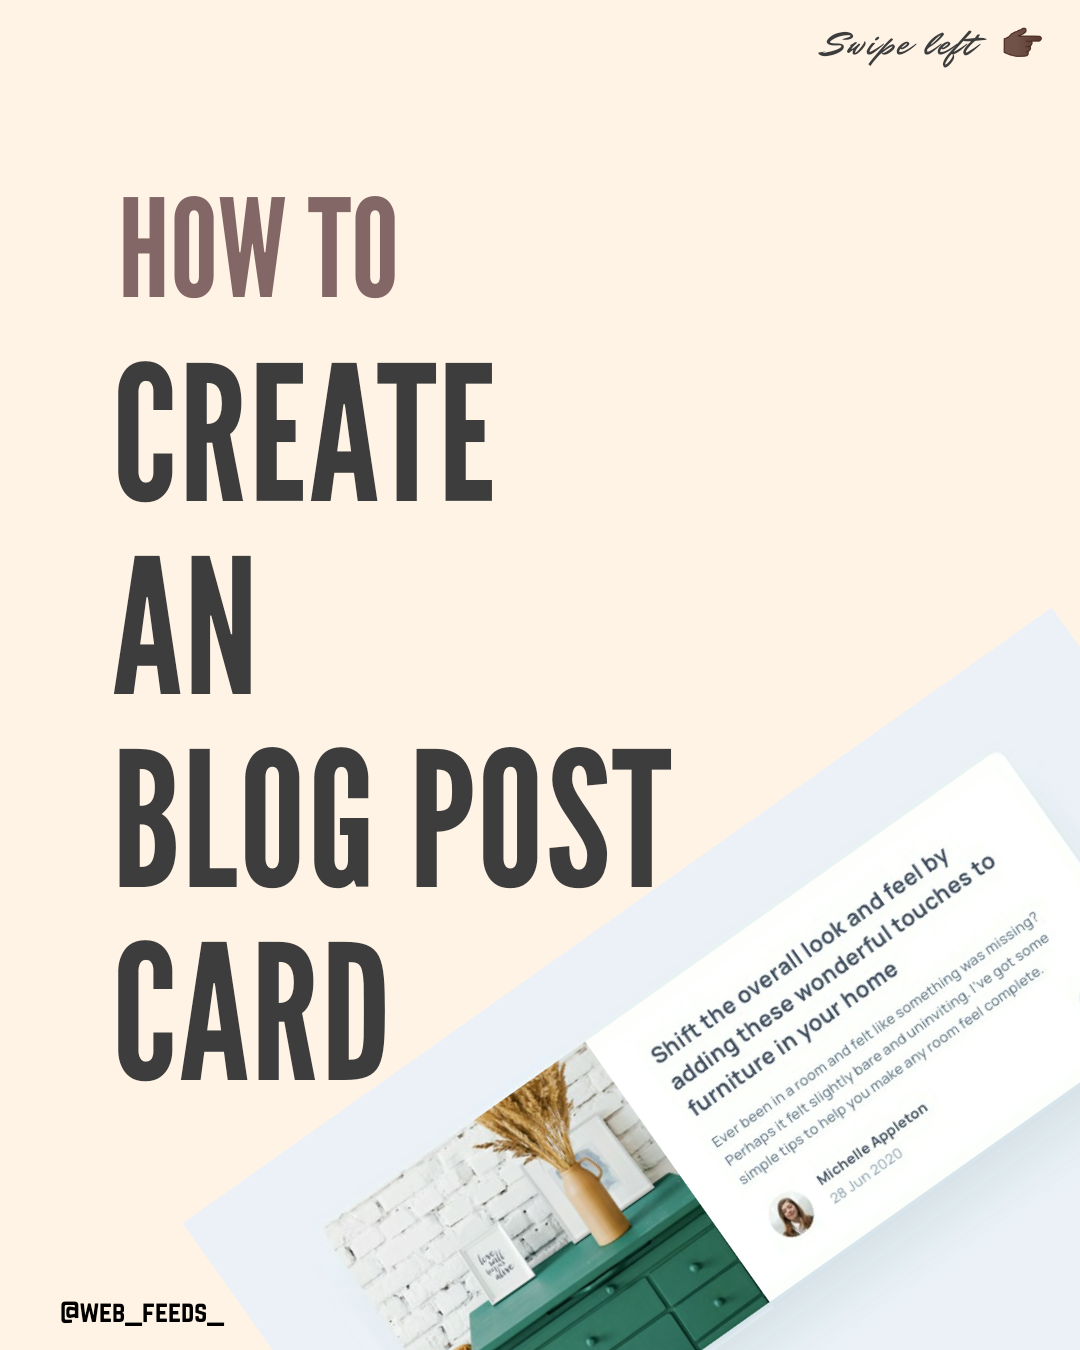 Swipe left
HOW TO
CREATE
AN
BLOG POST
CARD
Shift the overall look and feel by
adding these wonderful touches to
furniture in your home
Ever been in a room and felt like something was missing?
Perhaps it felt slightly bare and uninviting. I've got some
simple tips to help you make any room feel complete.
Michelle Appleton
28 Jun 2020
@WEB_FEEDS_